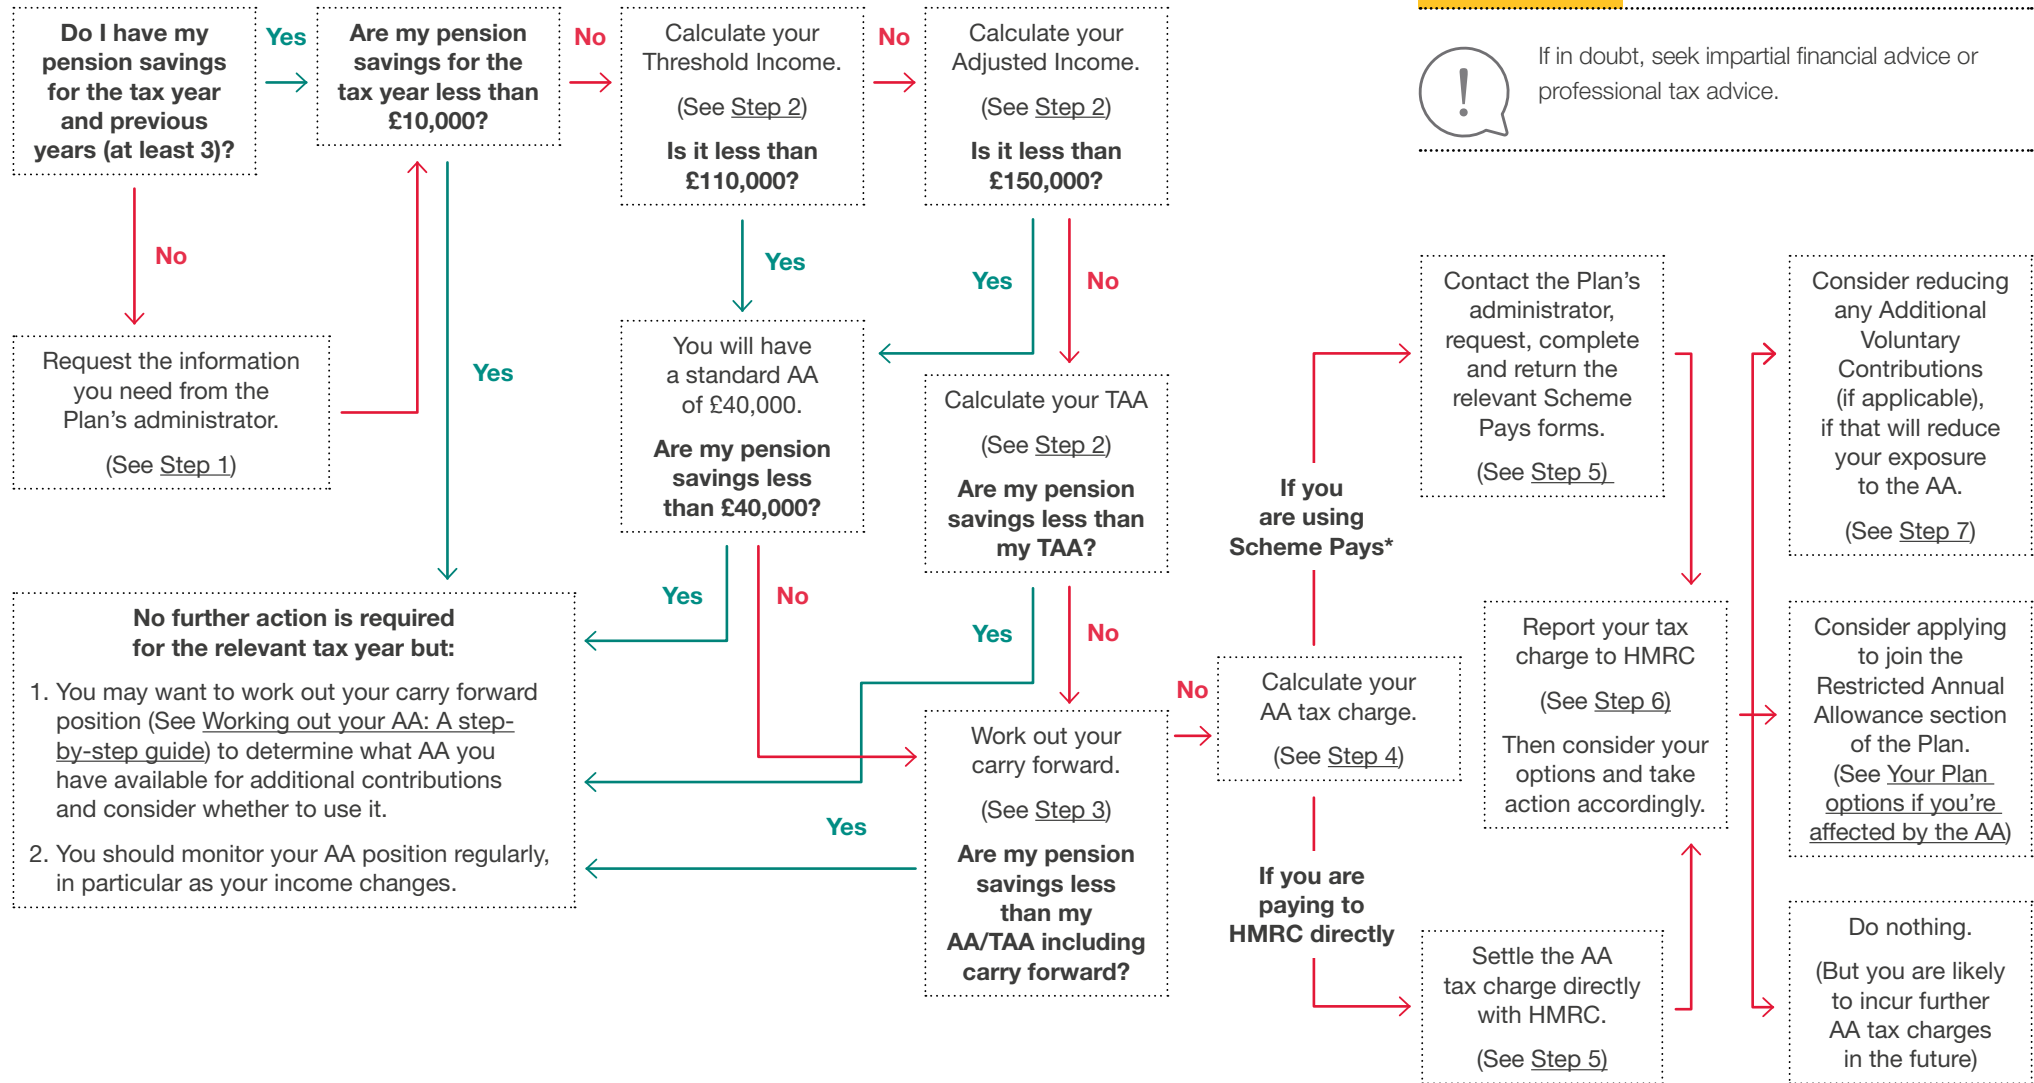 Do I have my
pension savings
for the tax year
and previous
years (at least 3)?
Yes
Are my pension
savings for the
tax year less than
£10,000?
No
Calculate your
Threshold Income.
(See Step 2)
Is it less than
£110,000?
No
Calculate your
Adjusted Income.
(See Step 2)
Is it less than
£150,000?
If in doubt, seek impartial financial advice or
professional tax advice.
No
Request the information
you need from the
Plan’s administrator.
(See Step 1)
Yes
Yes
Yes
No
You will have
a standard AA
of £40,000.
Are my pension
savings less
than £40,000?
Calculate your TAA
(See Step 2)
Are my pension
savings less than
my TAA?
Yes
No
Yes
No
No further action is required
for the relevant tax year but:
1. You may want to work out your carry forward
position (See Working out your AA: A step-
by-step guide) to determine what AA you
have available for additional contributions
and consider whether to use it.
2. You should monitor your AA position regularly,
in particular as your income changes.
Yes
Work out your
carry forward.
(See Step 3)
Are my pension
savings less
than my
AA/TAA including
carry forward?
No
Calculate your
AA tax charge.
(See Step 4)
If you
are using
Scheme Pays*
Contact the Plan’s
administrator,
request, complete
and return the
relevant Scheme
Pays forms.
(See Step 5)
If you are
paying to
HMRC directly
Settle the AA
tax charge directly
with HMRC.
(See Step 5)
Report your tax
charge to HMRC
(See Step 6)
Then consider your
options and take
action accordingly.
Consider reducing
any Additional
Voluntary
Contributions
(if applicable),
if that will reduce
your exposure
to the AA.
(See Step 7)
Consider applying
to join the
Restricted Annual
Allowance section
of the Plan.
(See Your Plan
options if you’re
affected by the AA)
Do nothing.
(But you are likely
to incur further
AA tax charges
in the future)